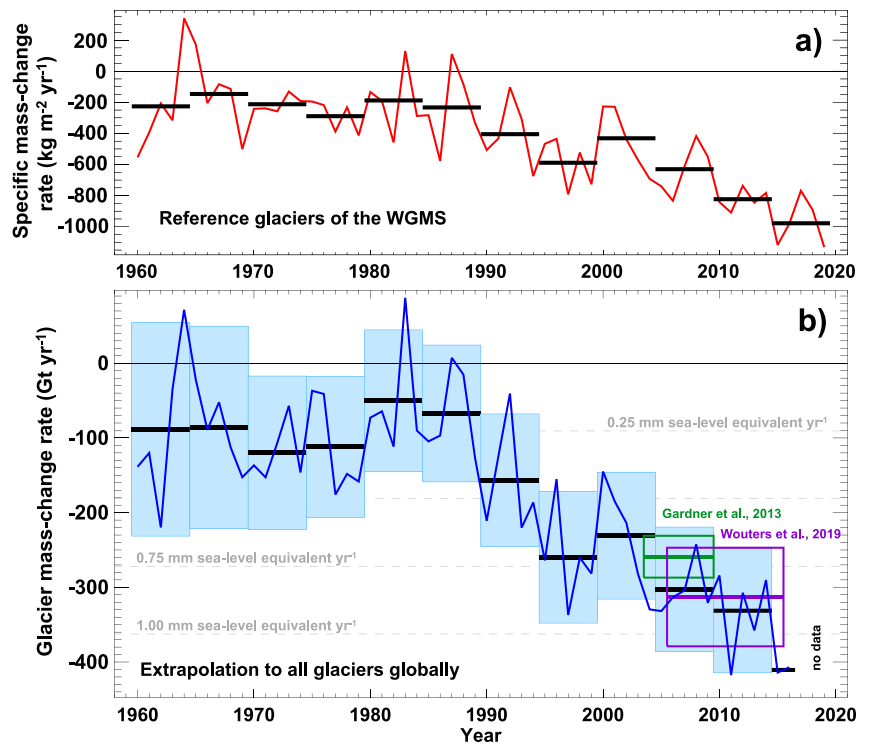 a)
Specific mass-change
rate (kg m⁻² yr⁻¹)
200
0
-200
-400
-600
-800
-1000
Reference glaciers of the WGMS
1960 1970 1980 1990 2000 2010 2020
b)
Glacier mass-change rate (Gt yr⁻¹)
0
-100
-200
-300
-400
0.25 mm sea-level equivalent yr⁻¹
Gardner et al., 2013
Wouters et al., 2019
0.75 mm sea-level equivalent yr⁻¹
1.00 mm sea-level equivalent yr⁻¹
no data
Extrapolation to all glaciers globally
1960 1970 1980 1990 2000 2010 2020
Year